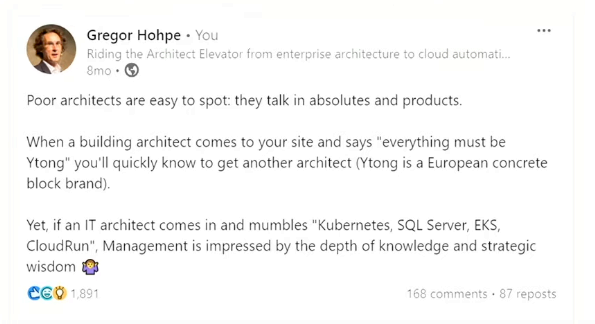 Gregor Hohpe • You
Riding the Architect Elevator from enterprise architecture to cloud automati...
8mo •
Poor architects are easy to spot: they talk in absolutes and products.
When a building architect comes to your site and says "everything must be
Ytong" you'll quickly know to get another architect (Ytong is a European concrete
block brand).
Yet, if an IT architect comes in and mumbles "Kubernetes, SQL Server, EKS,
CloudRun", Management is impressed by the depth of knowledge and strategic
wisdom 🤷‍♀️
1,891 168 comments • 87 reposts